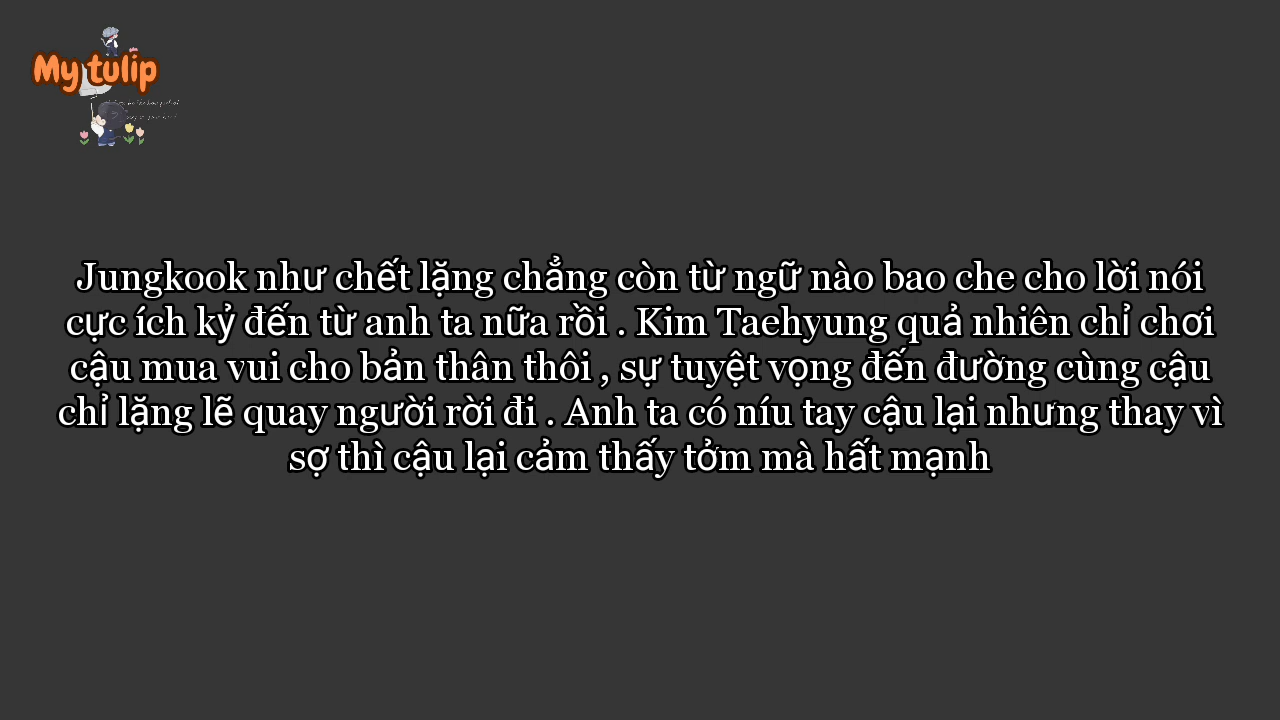 My tulip
Jungkook như chết lặng chẳng còn từ ngữ nào bao che cho lời nói
cực ích kỷ đến từ anh ta nữa rồi . Kim Taehyung quả nhiên chỉ chơi
cậu mua vui cho bản thân thôi , sự tuyệt vọng đến đường cùng cậu
chỉ lặng lẽ quay người rời đi . Anh ta có níu tay cậu lại nhưng thay vì
sợ thì cậu lại cảm thấy tởm mà hất mạnh